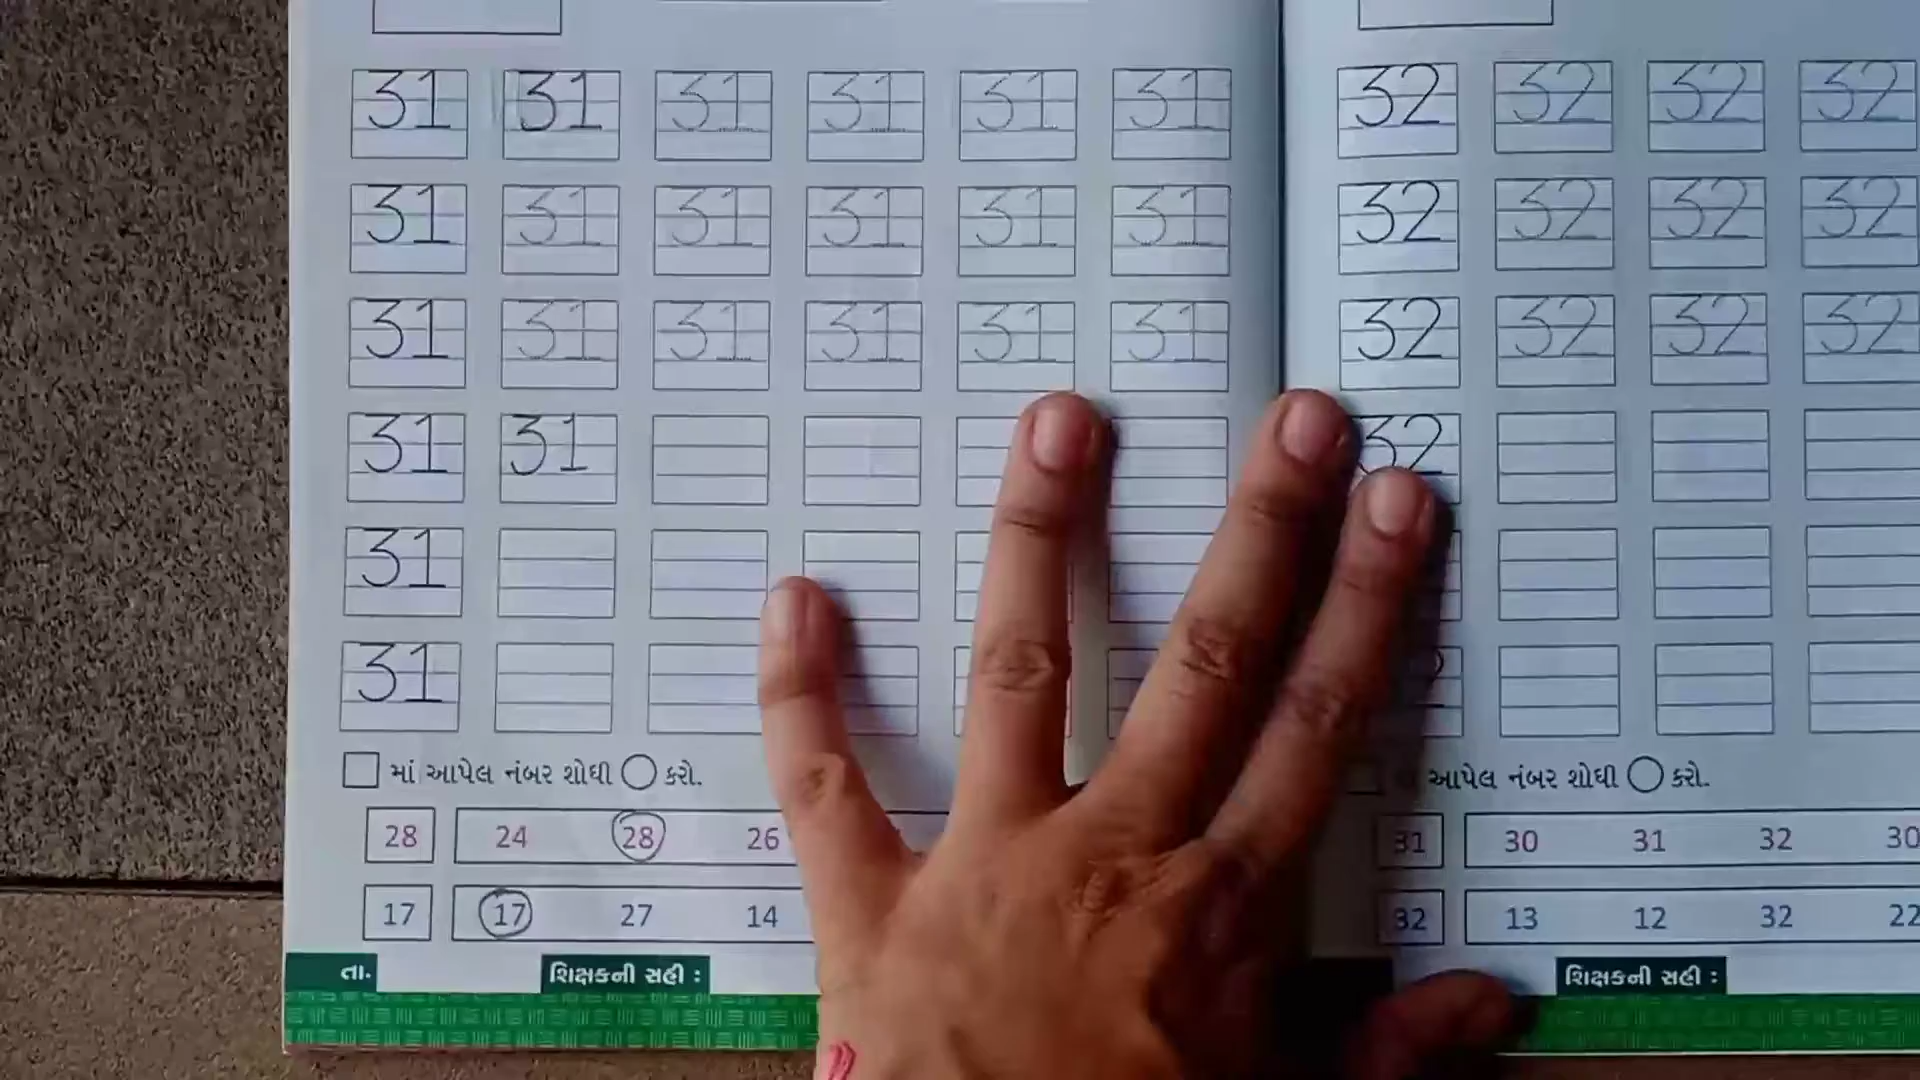 31 31 31 31 31 31
31 31 31 31 31 31
31 31 31 31 31 31
31 31
31
31
માં આપેલ નંબર શોધી કરો.
28 24 28 26
17 17 27 14
તા. શિક્ષકની સહી :
32 32 32 32
32 32 32 32
32 32 32 32
32
આપેલ નંબર શોધી કરો.
31 30 31 32 30
32 13 12 32 22
શિક્ષકની સહી :